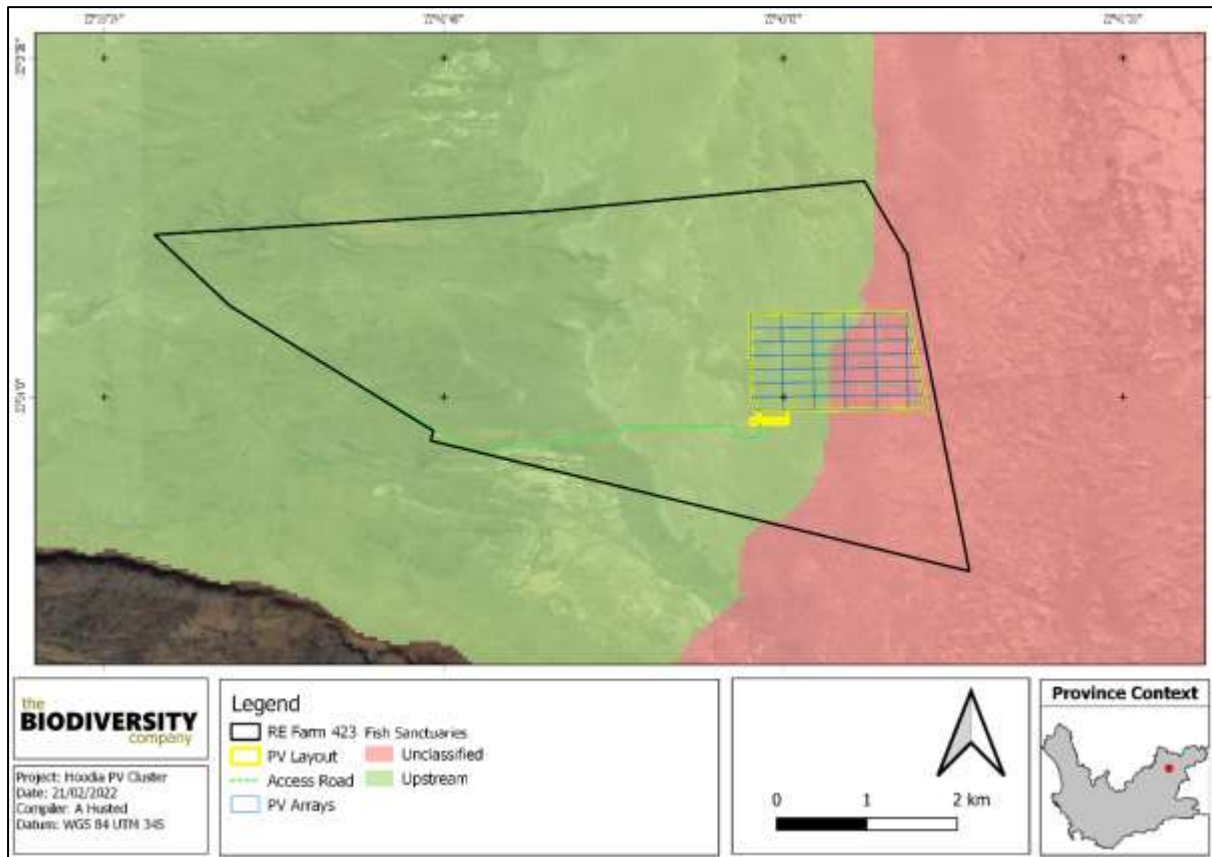 the
BIODIVERSITY
company
Project: Hoodia PV Cluster
Date: 21/02/2022
Compiler: A Husted
Datum: WGS 84 UTM 34S
Legend
RE Farm 423
PV Layout
Access Road
PV Arrays
Fish Sanctuaries
Unclassified
Upstream
0 1 2 km
Province Context